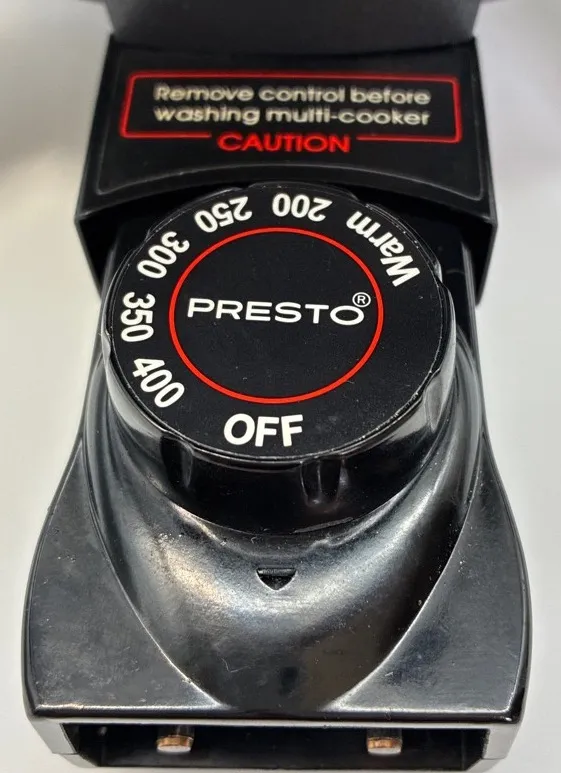 Remove control before
washing multi-cooker
CAUTION
Warm
200
250
300
350
400
OFF
PRESTO®